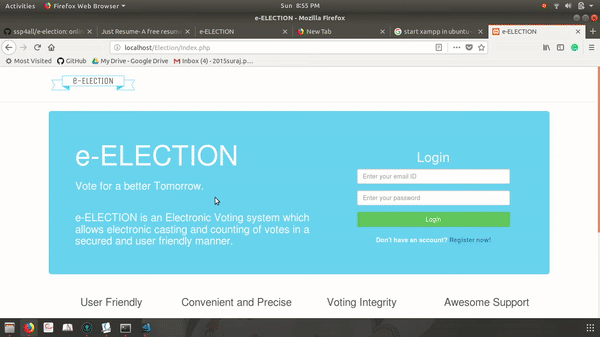 Activities Firefox Web Browser Sun 8:55 PM
e-ELECTION - Mozilla Firefox
ssp4all/e-election: onlin Just Resume- A free resum e-ELECTION New Tab start xampp in ubuntu - e-ELECTION
localhost/Election/index.php
Most Visited GitHub My Drive - Google Drive Inbox (4) - 2015suraj.p...
e-ELECTION
e-ELECTION
Vote for a better Tomorrow.
e-ELECTION is an Electronic Voting system which
allows electronic casting and counting of votes in a
secured and user friendly manner.
Login
Enter your email ID
Enter your password
Login
Don't have an account? Register now!
User Friendly Convenient and Precise Voting Integrity Awesome Support